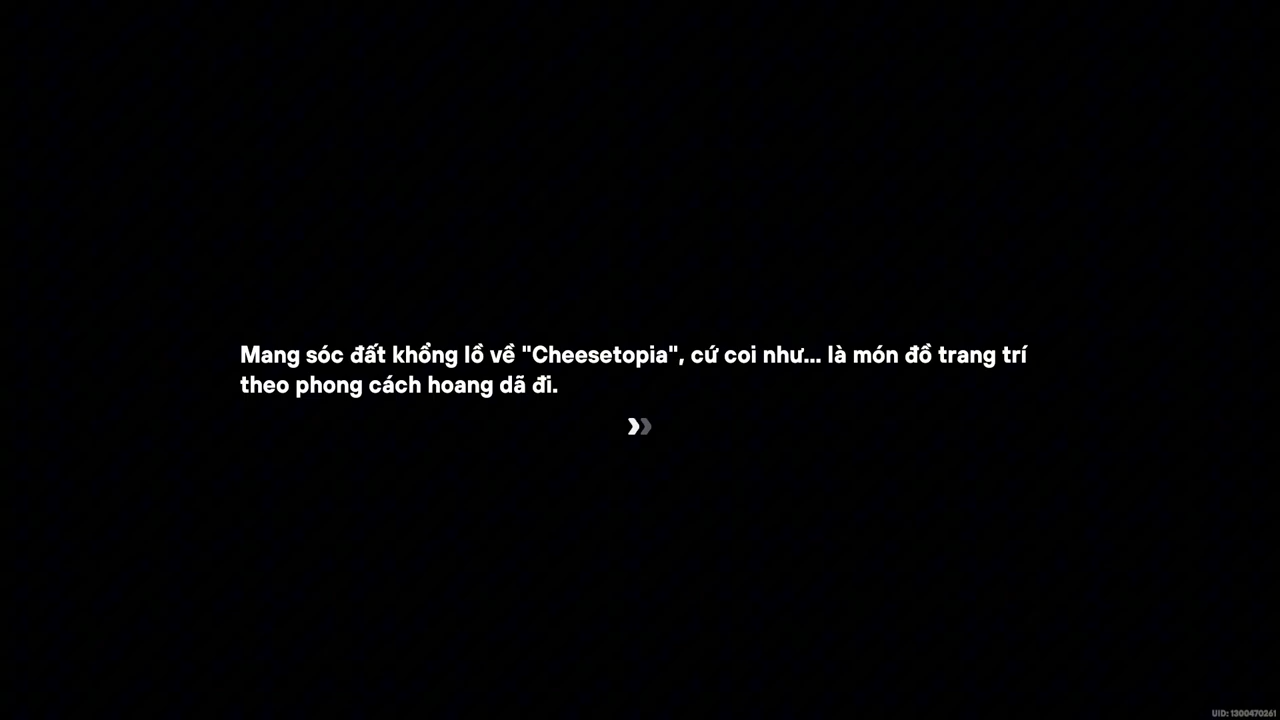 Mang sóc đất khổng lồ về "Cheesetopia", cứ coi như... là món đồ trang trí
theo phong cách hoang dã đi.
UID: 1300470261